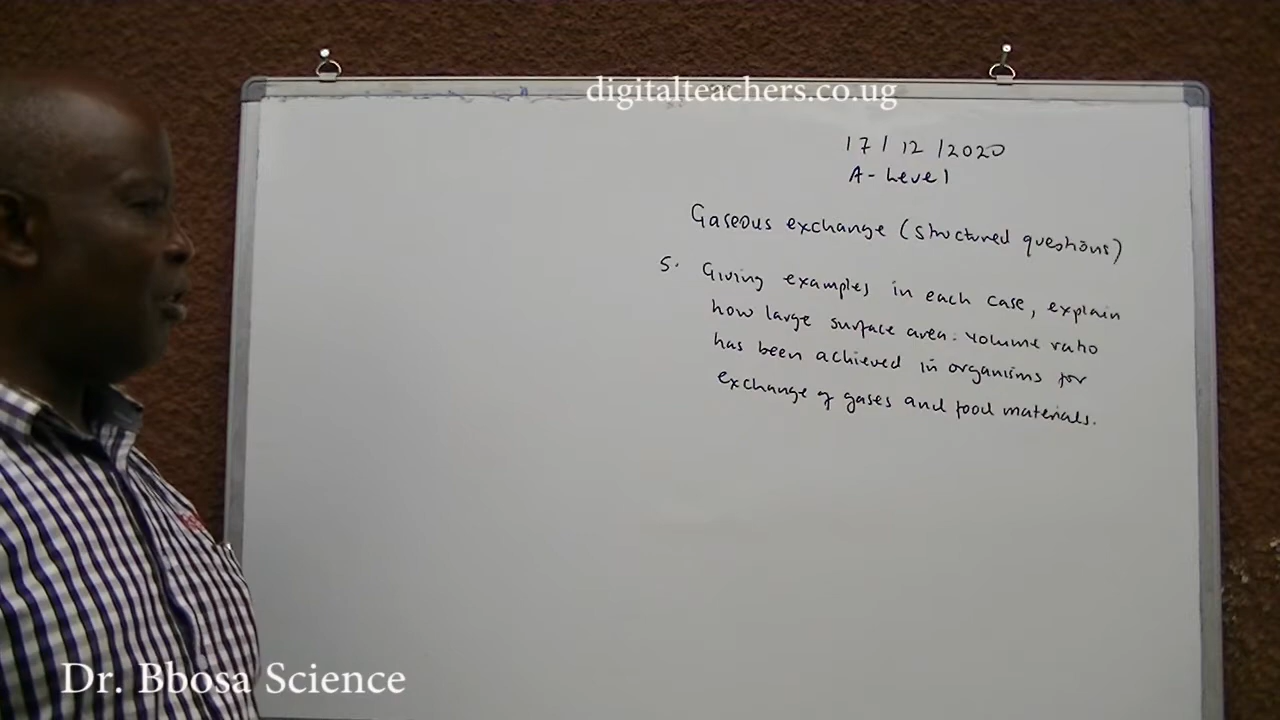 digitalteachers.co.ug
17/12/2020
A-Level
Gaseous exchange (structured questions)
5. Giving examples in each case, explain
how large surface area:volume ratio
has been achieved in organisms for
exchange of gases and food materials.
Dr. Bbosa Science